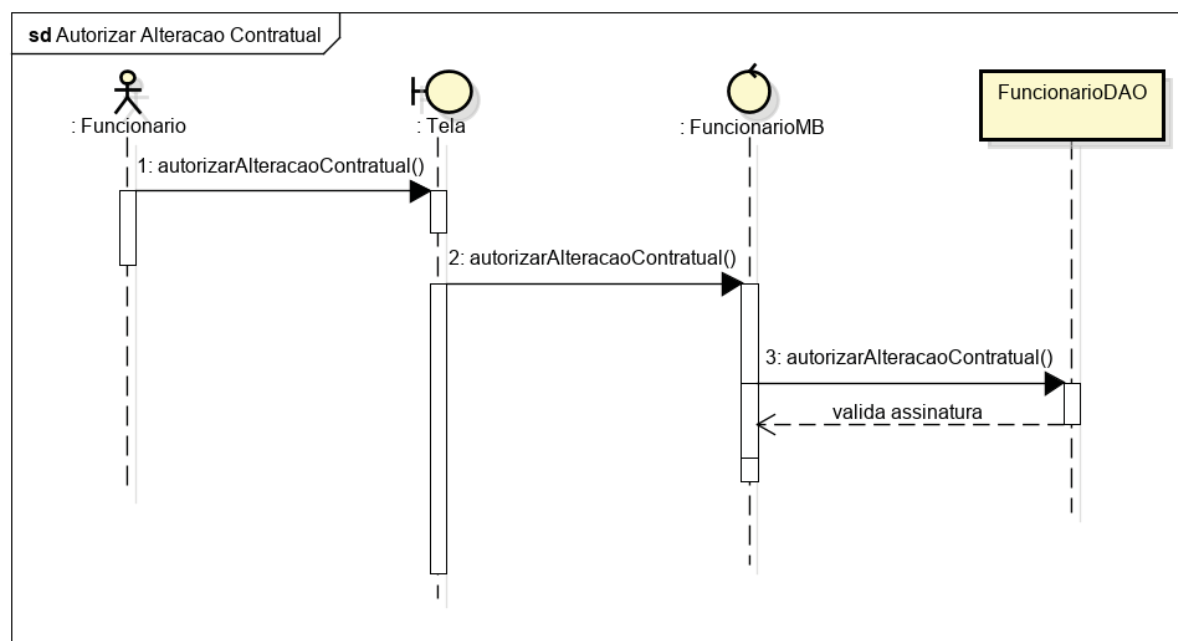 sd Autorizar Alteracao Contratual
: Funcionario
: Tela
: FuncionarioMB
FuncionarioDAO
1: autorizarAlteracaoContratual()
2: autorizarAlteracaoContratual()
3: autorizarAlteracaoContratual()
valida assinatura